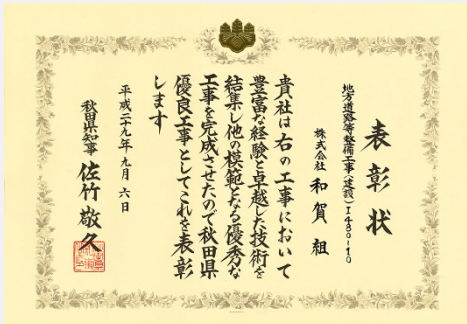 表彰状
地方道路等整備工事(建設)I480-10
株式会社 和賀組
貴社は右の工事において
豊富な経験と卓越した技術を
結集し他の模範となる優秀な
工事を完成させたので秋田県
優良工事としてこれを表彰
します
平成二十九年九月六日
秋田県知事 佐竹敬久